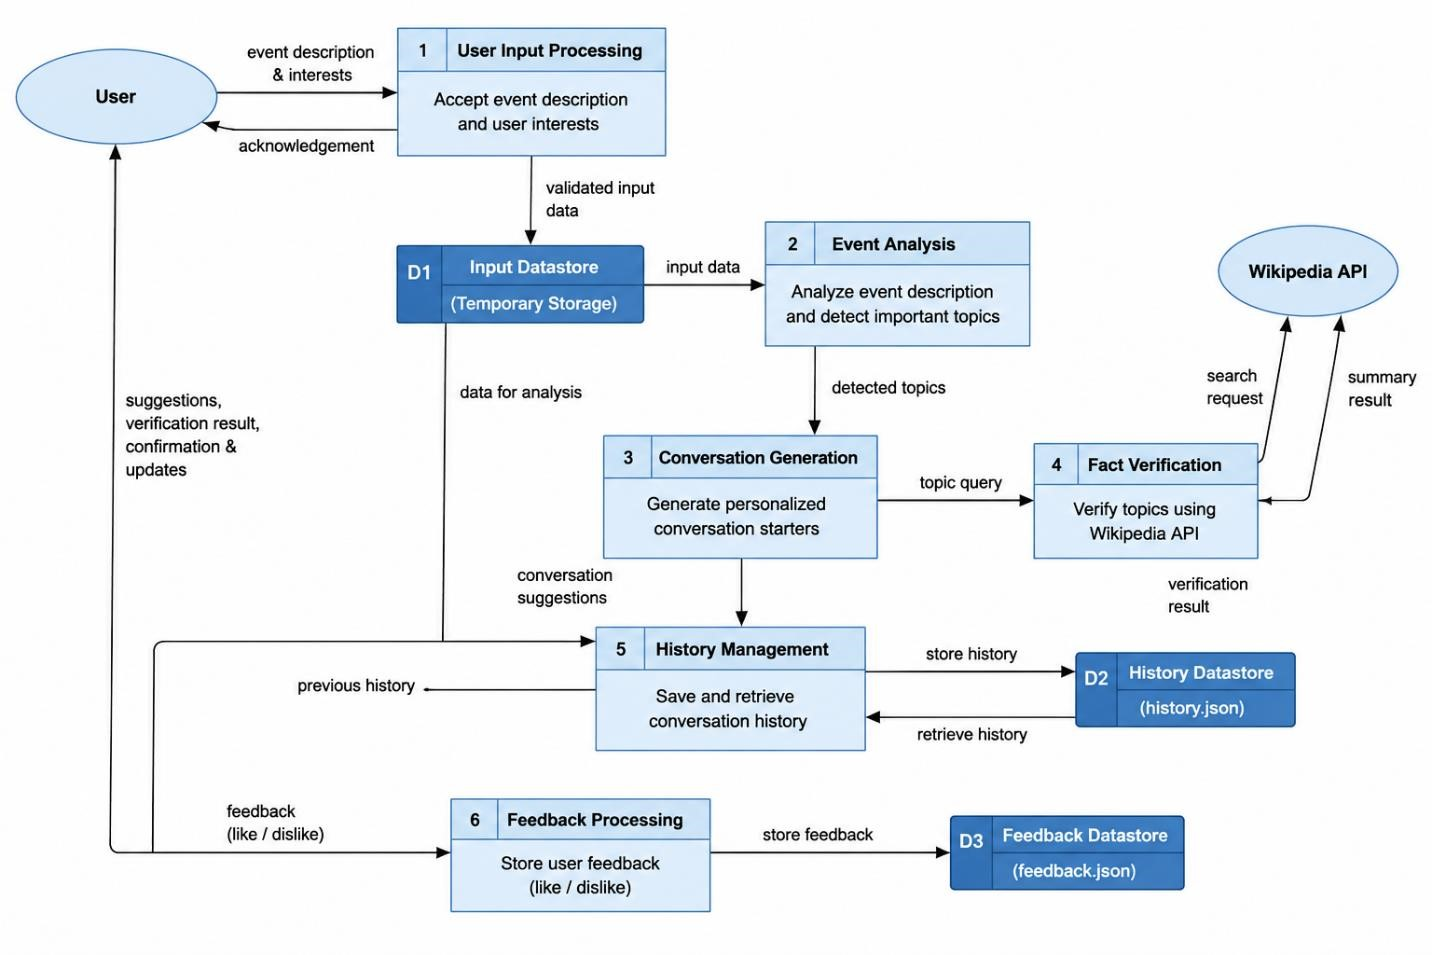 event description
& interests
User
acknowledgement
1 User Input Processing
Accept event description
and user interests
validated input
data
D1 Input Datastore
(Temporary Storage)
input data
2 Event Analysis
Analyze event description
and detect important topics
Wikipedia API
search
request
summary
result
data for analysis
detected topics
suggestions,
verification result,
confirmation &
updates
3 Conversation Generation
Generate personalized
conversation starters
topic query
4 Fact Verification
Verify topics using
Wikipedia API
conversation
suggestions
verification
result
5 History Management
Save and retrieve
conversation history
previous history
store history
retrieve history
D2 History Datastore
(history.json)
feedback
(like / dislike)
6 Feedback Processing
Store user feedback
(like / dislike)
store feedback
D3 Feedback Datastore
(feedback.json)